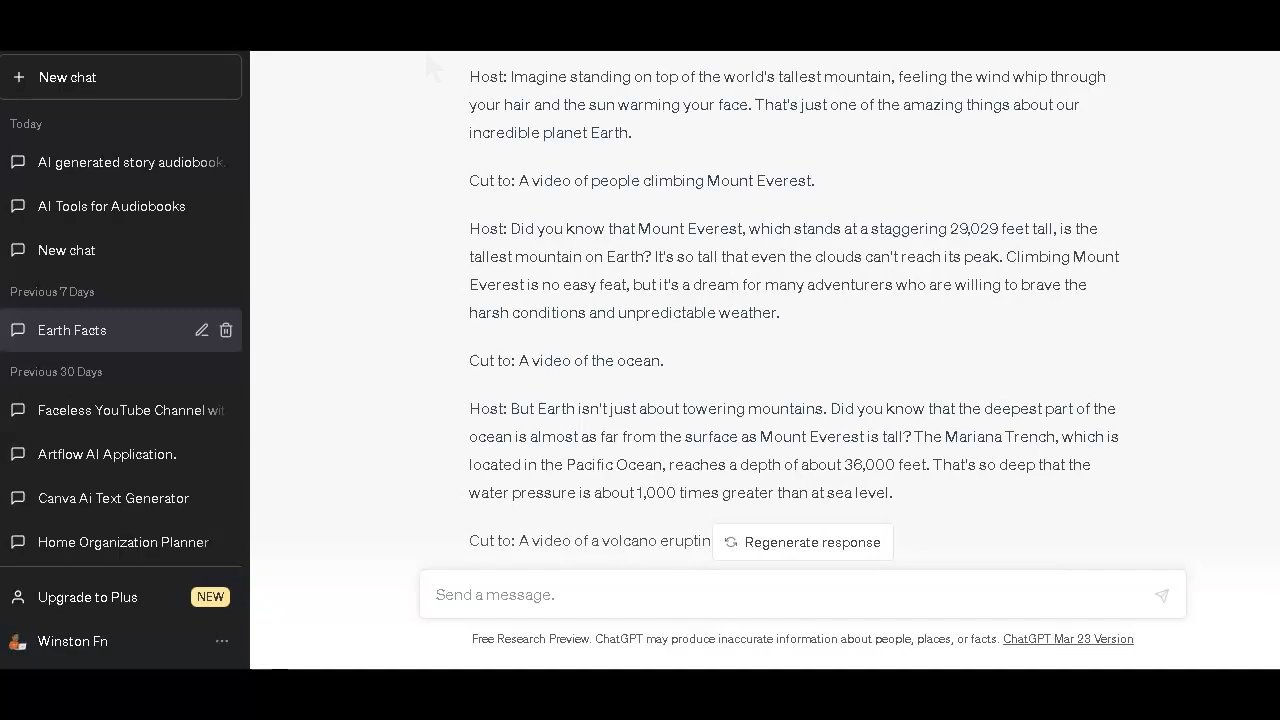 New chat
Today
AI generated story audiobook.
AI Tools for Audiobooks
New chat
Previous 7 Days
Earth Facts
Previous 30 Days
Faceless YouTube Channel wit
Artflow AI Application.
Canva Ai Text Generator
Home Organization Planner
Upgrade to Plus NEW
Winston Fn
Host: Imagine standing on top of the world's tallest mountain, feeling the wind whip through
your hair and the sun warming your face. That's just one of the amazing things about our
incredible planet Earth.
Cut to: A video of people climbing Mount Everest.
Host: Did you know that Mount Everest, which stands at a staggering 29,029 feet tall, is the
tallest mountain on Earth? It's so tall that even the clouds can't reach its peak. Climbing Mount
Everest is no easy feat, but it's a dream for many adventurers who are willing to brave the
harsh conditions and unpredictable weather.
Cut to: A video of the ocean.
Host: But Earth isn't just about towering mountains. Did you know that the deepest part of the
ocean is almost as far from the surface as Mount Everest is tall? The Mariana Trench, which is
located in the Pacific Ocean, reaches a depth of about 36,000 feet. That's so deep that the
water pressure is about 1,000 times greater than at sea level.
Cut to: A video of a volcano eruptin
Regenerate response
Send a message.
Free Research Preview. ChatGPT may produce inaccurate information about people, places, or facts. ChatGPT Mar 23 Version